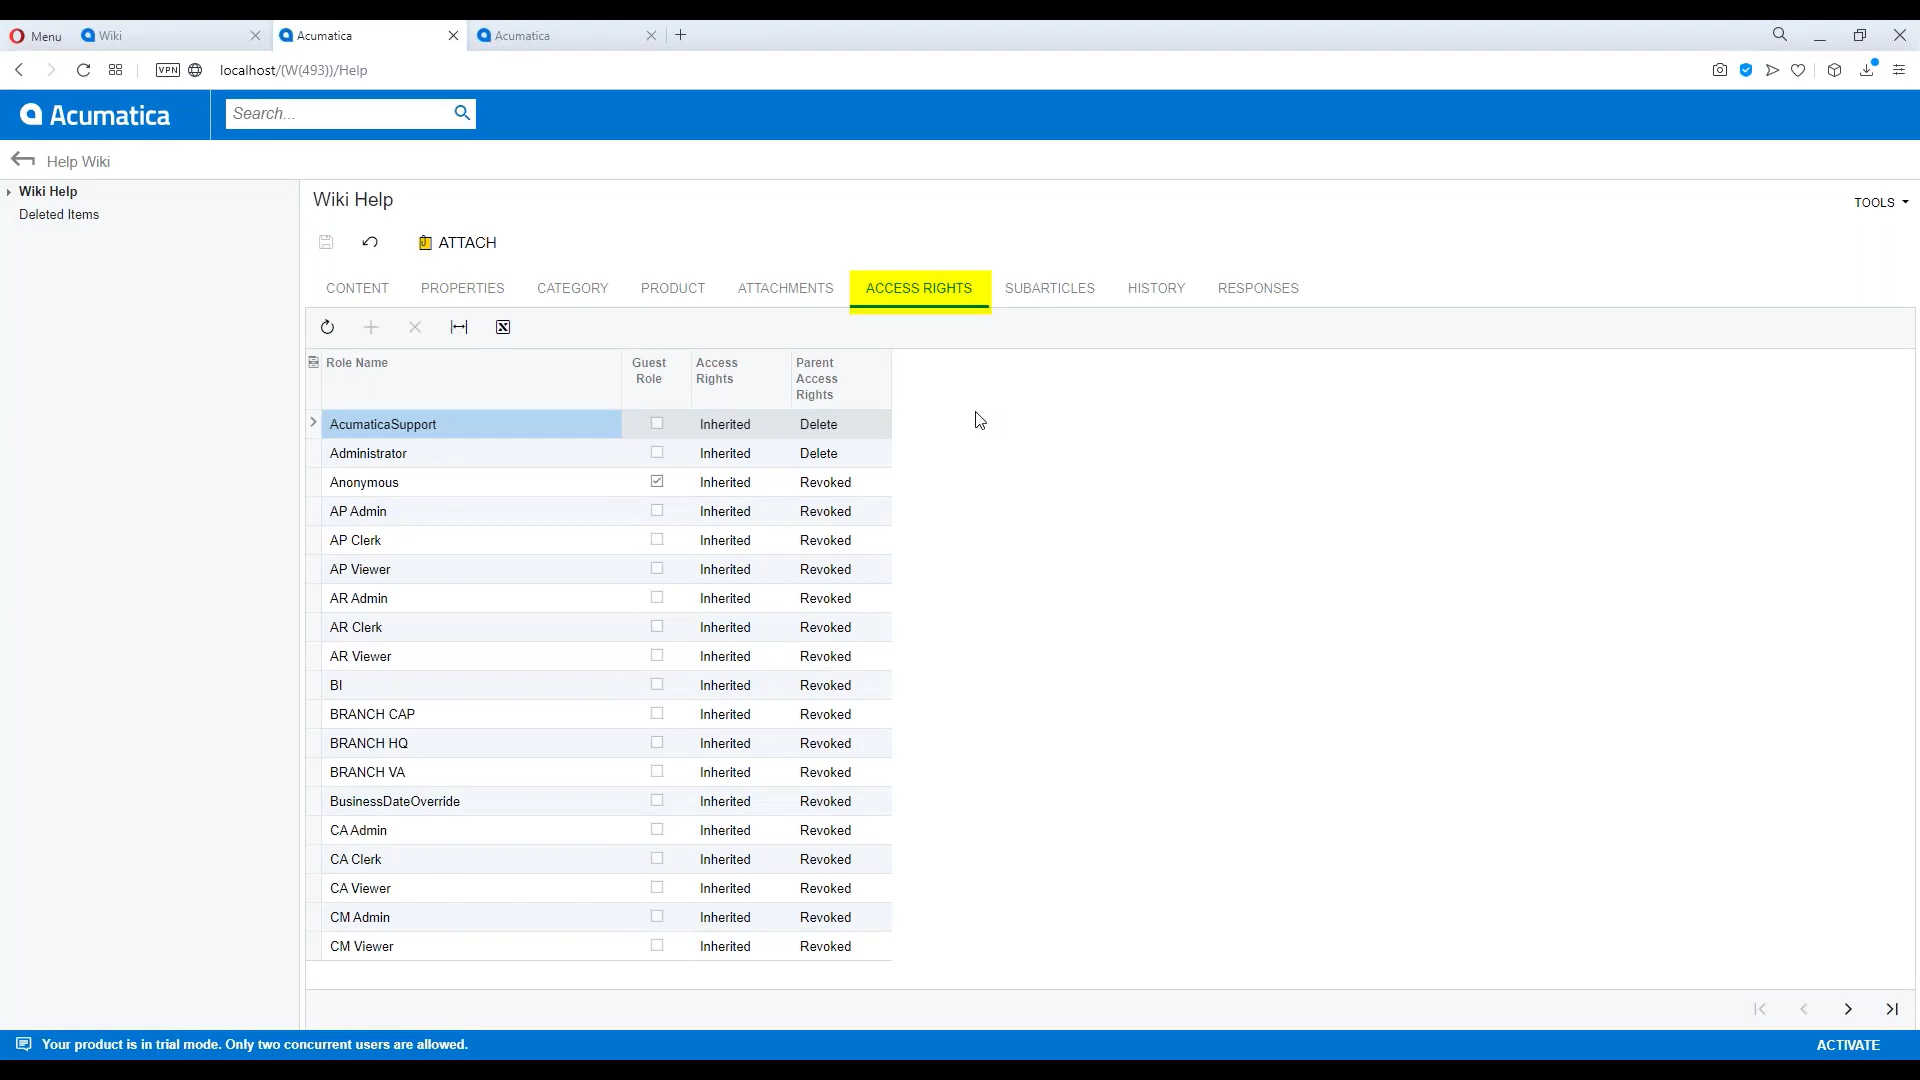 Menu
Wiki
Acumatica
Acumatica
VPN
localhost/(W(493))/Help
Acumatica
Search...
Help Wiki
Wiki Help
Deleted Items
Wiki Help
TOOLS
ATTACH
CONTENT PROPERTIES CATEGORY PRODUCT ATTACHMENTS ACCESS RIGHTS SUBARTICLES HISTORY RESPONSES
Role Name Guest Role Access Rights Parent Access Rights
AcumaticaSupport Inherited Delete
Administrator Inherited Delete
Anonymous Inherited Revoked
AP Admin Inherited Revoked
AP Clerk Inherited Revoked
AP Viewer Inherited Revoked
AR Admin Inherited Revoked
AR Clerk Inherited Revoked
AR Viewer Inherited Revoked
BI Inherited Revoked
BRANCH CAP Inherited Revoked
BRANCH HQ Inherited Revoked
BRANCH VA Inherited Revoked
BusinessDateOverride Inherited Revoked
CA Admin Inherited Revoked
CA Clerk Inherited Revoked
CA Viewer Inherited Revoked
CM Admin Inherited Revoked
CM Viewer Inherited Revoked
Your product is in trial mode. Only two concurrent users are allowed.
ACTIVATE